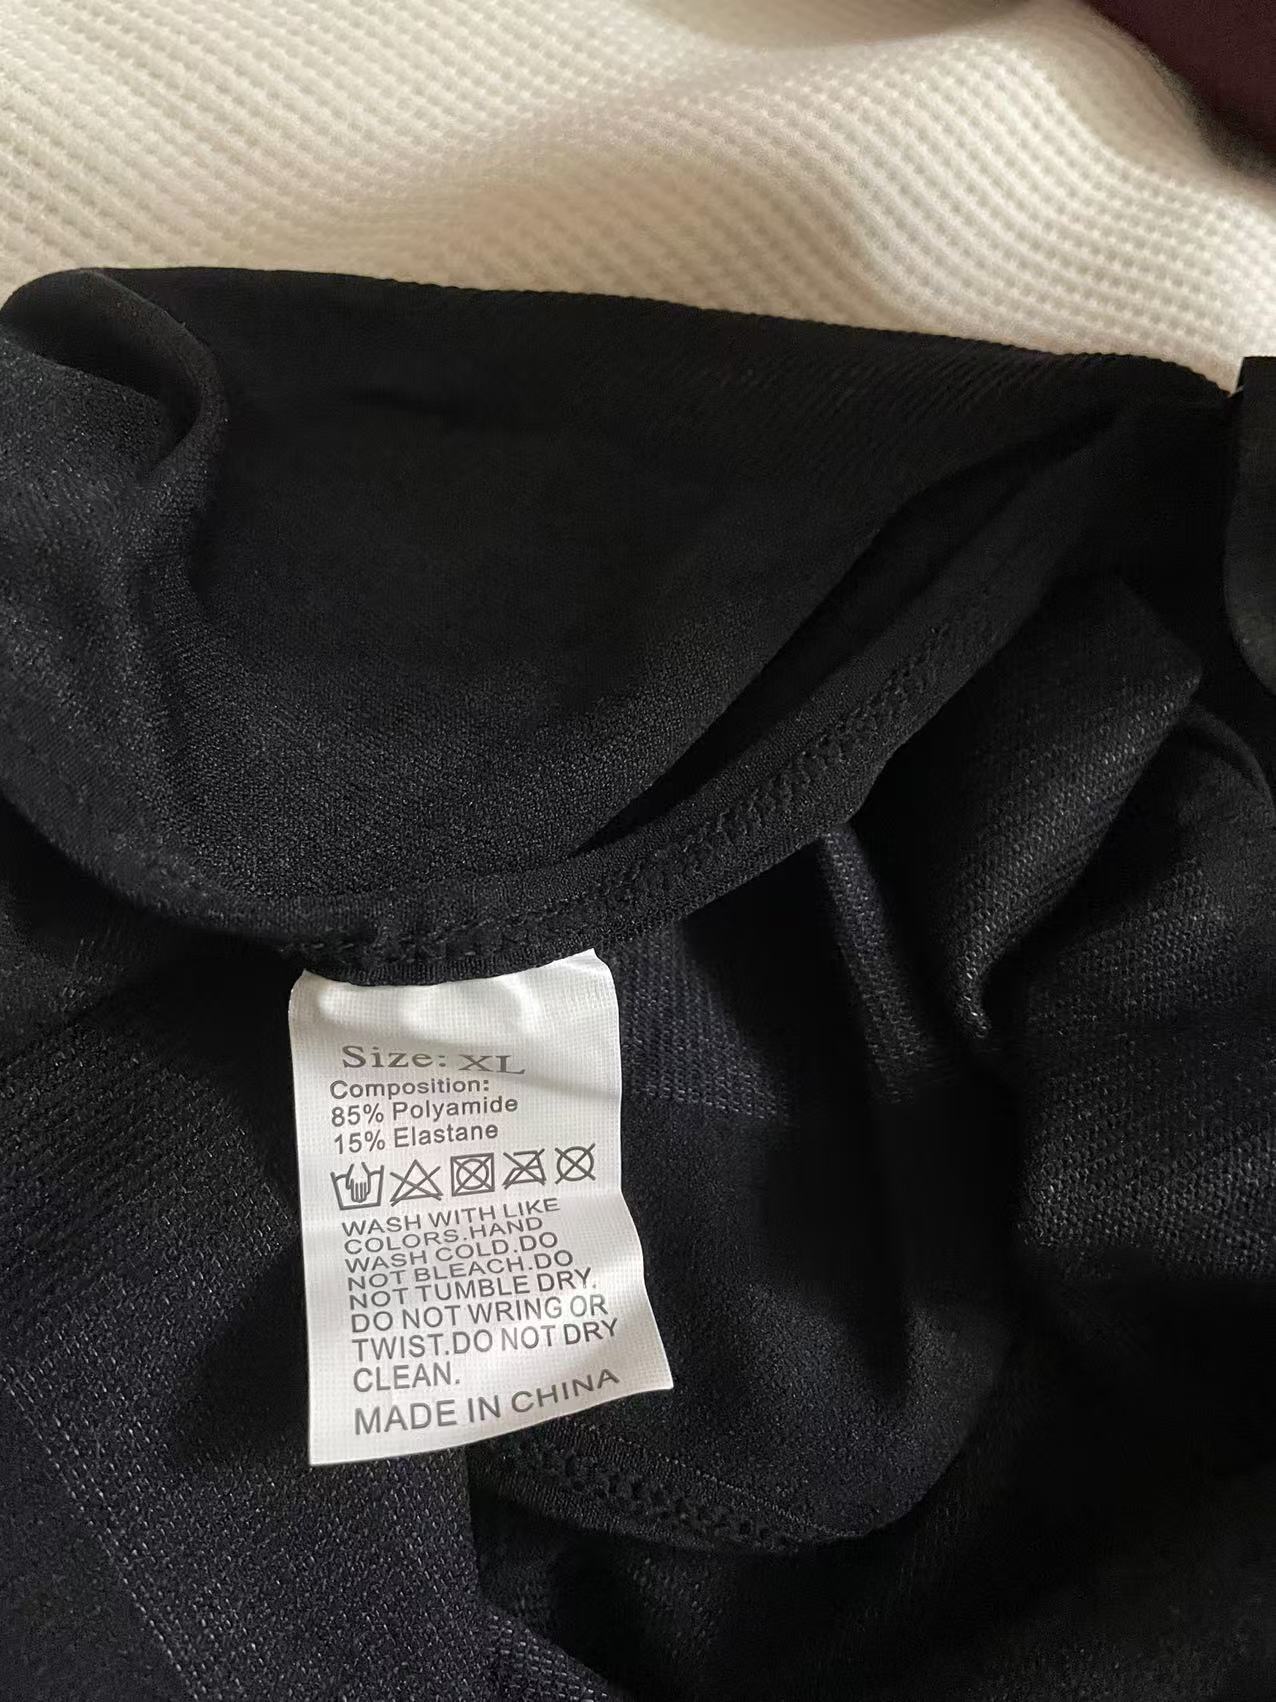 Size: XL
Composition:
85% Polyamide
15% Elastane
WASH WITH LIKE
COLORS.HAND
WASH COLD.DO
NOT BLEACH.DO
NOT TUMBLE DRY.
DO NOT WRING OR
TWIST.DO NOT DRY
CLEAN.
MADE IN CHINA